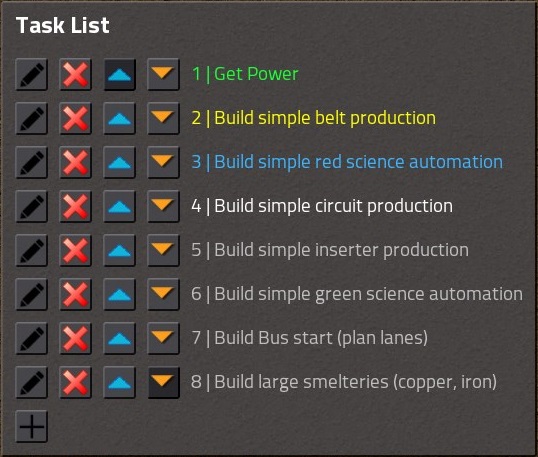 Task List
1 | Get Power
2 | Build simple belt production
3 | Build simple red science automation
4 | Build simple circuit production
5 | Build simple inserter production
6 | Build simple green science automation
7 | Build Bus start (plan lanes)
8 | Build large smelteries (copper, iron)